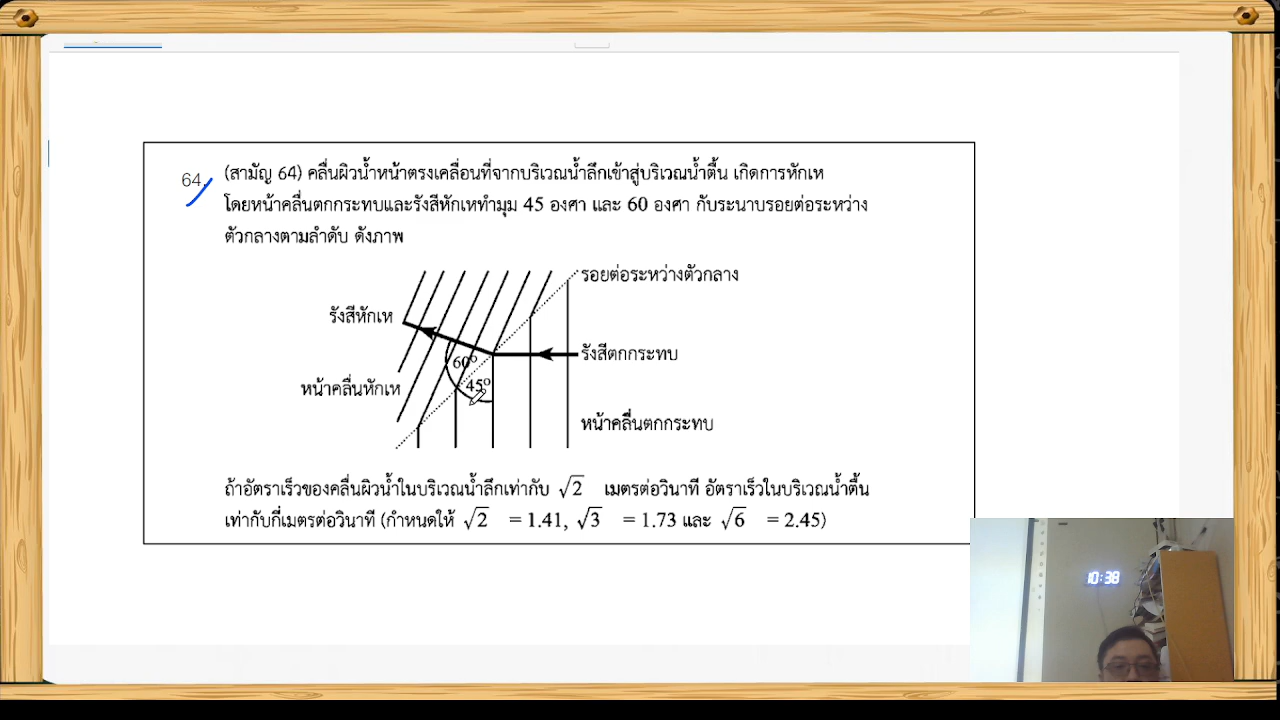 64.
(สามัญ 64) คลื่นผิวน้ำหน้าตรงเคลื่อนที่จากบริเวณน้ำลึกเข้าสู่บริเวณน้ำตื้น เกิดการหักเห
โดยหน้าคลื่นตกกระทบและรังสีหักเหทำมุม 45 องศา และ 60 องศา กับระนาบรอยต่อระหว่าง
ตัวกลางตามลำดับ ดังภาพ
รอยต่อระหว่างตัวกลาง
รังสีหักเห
รังสีตกกระทบ
60°
45°
หน้าคลื่นหักเห
หน้าคลื่นตกกระทบ
ถ้าอัตราเร็วของคลื่นผิวน้ำในบริเวณน้ำลึกเท่ากับ √2 เมตรต่อวินาที อัตราเร็วในบริเวณน้ำตื้น
เท่ากับกี่เมตรต่อวินาที (กำหนดให้ √2 = 1.41, √3 = 1.73 และ √6 = 2.45)
10:38